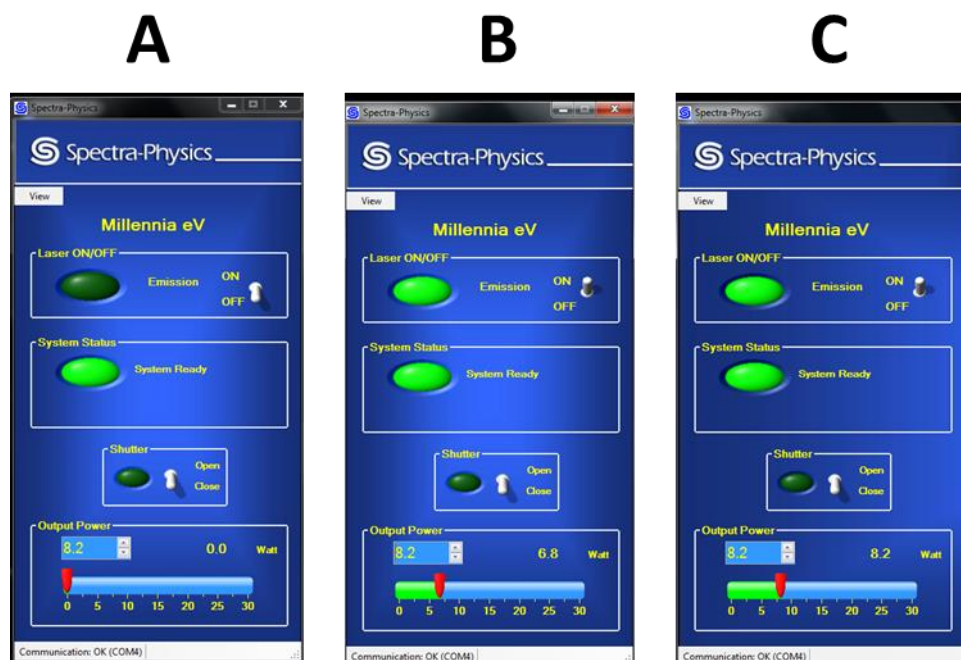 A
B
C
Spectra-Physics
Spectra-Physics
View
Millennia eV
Laser ON/OFF
Emission
ON
OFF
System Status
System Ready
Shutter
Open
Close
Output Power
8.2
0.0
Watt
0 5 10 15 20 25 30
Communication: OK (COM4)
Spectra-Physics
Spectra-Physics
View
Millennia eV
Laser ON/OFF
Emission
ON
OFF
System Status
System Ready
Shutter
Open
Close
Output Power
8.2
6.8
Watt
0 5 10 15 20 25 30
Communication: OK (COM4)
Spectra-Physics
Spectra-Physics
View
Millennia eV
Laser ON/OFF
Emission
ON
OFF
System Status
System Ready
Shutter
Open
Close
Output Power
8.2
8.2
Watt
0 5 10 15 20 25 30
Communication: OK (COM4)